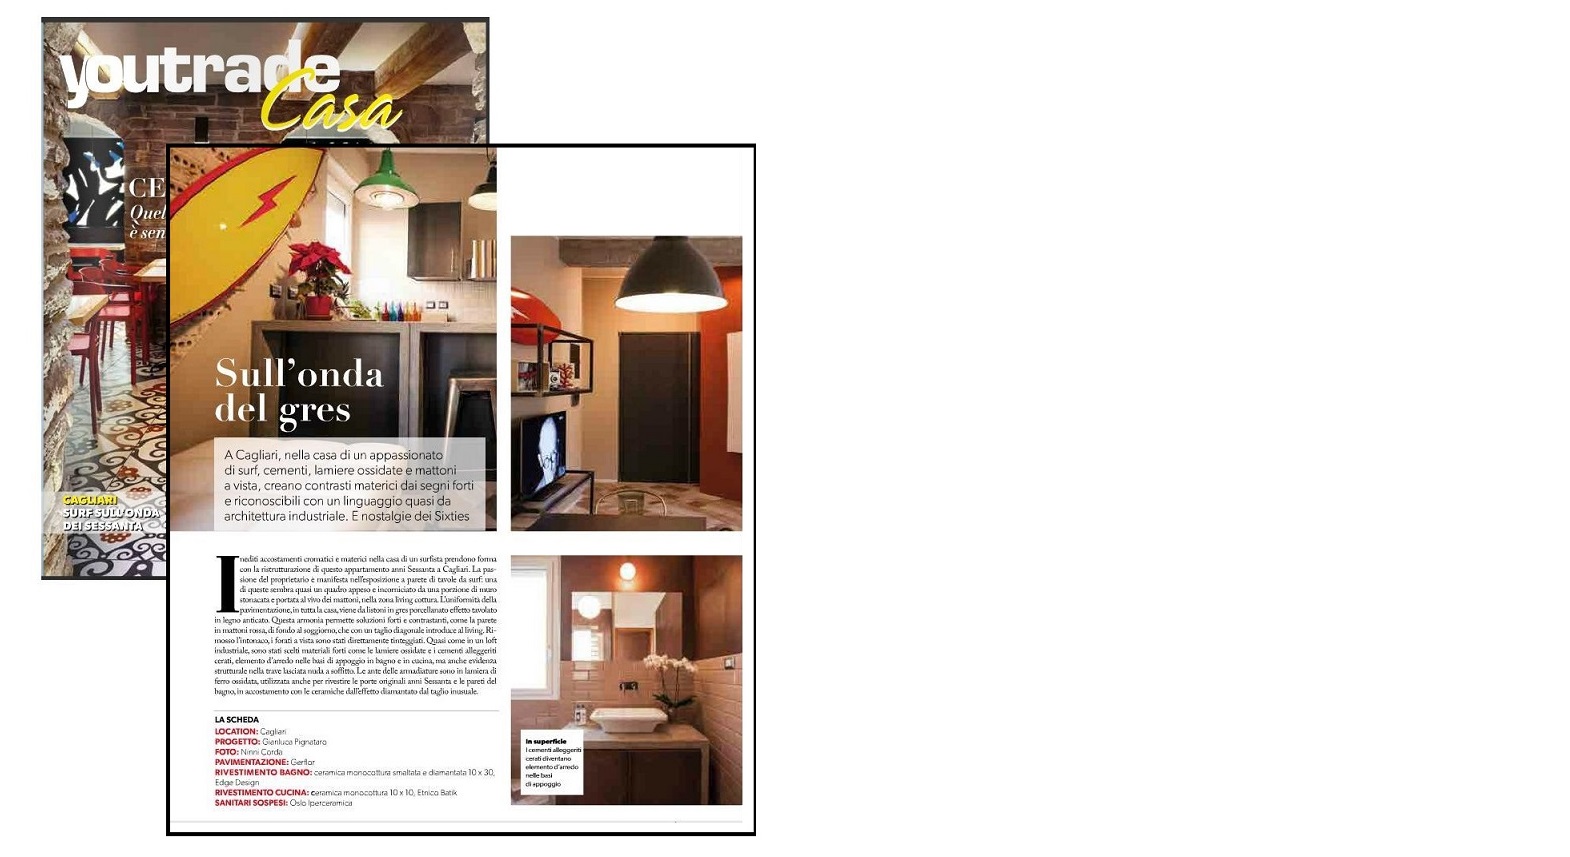 youtrade
Casa
CE
Quel
è sen
CAGLIARI
SURF SULL'ONDA
DEI SESSANTA
Sull'onda
del gres
A Cagliari, nella casa di un appassionato
di surf, cementi, lamiere ossidate e mattoni
a vista, creano contrasti materici dai segni forti
e riconoscibili con un linguaggio quasi da
architettura industriale. E nostalgie dei Sixties
Inediti accostamenti cromatici e materici nella casa di un surfista prendono forma
con la ristrutturazione di questo appartamento anni Sessanta a Cagliari. La pas-
sione del proprietario è manifesta nell'esposizione a parete di tavole da surf: una
di queste sembra quasi un quadro appeso e incorniciato da una porzione di muro
stonacata e portata al vivo dei mattoni, nella zona living cottura. L'uniformità della
pavimentazione, in tutta la casa, viene da listoni in gres porcellanato effetto tavolato
in legno anticato. Questa armonia permette soluzioni forti e contrastanti, come la parete
in mattoni rossa, di fondo al soggiorno, che con un taglio diagonale introduce al living. Ri-
mosso l'intonaco, i forati a vista sono stati direttamente tinteggiati. Quasi come in un loft
industriale, sono stati scelti materiali forti come le lamiere ossidate e i cementi alleggeriti
cerati, elemento d'arredo nelle basi di appoggio in bagno e in cucina, ma anche evidenza
strutturale nella trave lasciata nuda a soffitto. Le ante delle armadiature sono in lamiera di
ferro ossidata, utilizzata anche per rivestire le porte originali anni Sessanta e le pareti del
bagno, in accostamento con le ceramiche dall'effetto diamantato dal taglio inusuale.
LA SCHEDA
LOCATION: Cagliari
PROGETTO: Gianluca Pignataro
FOTO: Ninni Corda
PAVIMENTAZIONE: Gerflor
RIVESTIMENTO BAGNO: ceramica monocottura smaltata e diamantata 10 x 30,
Edge Design
RIVESTIMENTO CUCINA: ceramica monocottura 10 x 10, Etnico Batik
SANITARI SOSPESI: Oslo Iperceramica
In superficie
I cementi alleggeriti
cerati diventano
elemento d'arredo
nelle basi
di appoggio